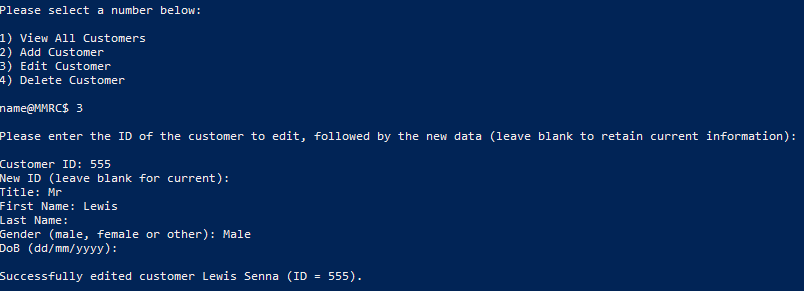 Please select a number below:
1) View All Customers
2) Add Customer
3) Edit Customer
4) Delete Customer
name@MMRC$ 3
Please enter the ID of the customer to edit, followed by the new data (leave blank to retain current information):
Customer ID: 555
New ID (leave blank for current):
Title: Mr
First Name: Lewis
Last Name:
Gender (male, female or other): Male
DoB (dd/mm/yyyy):
Successfully edited customer Lewis Senna (ID = 555).